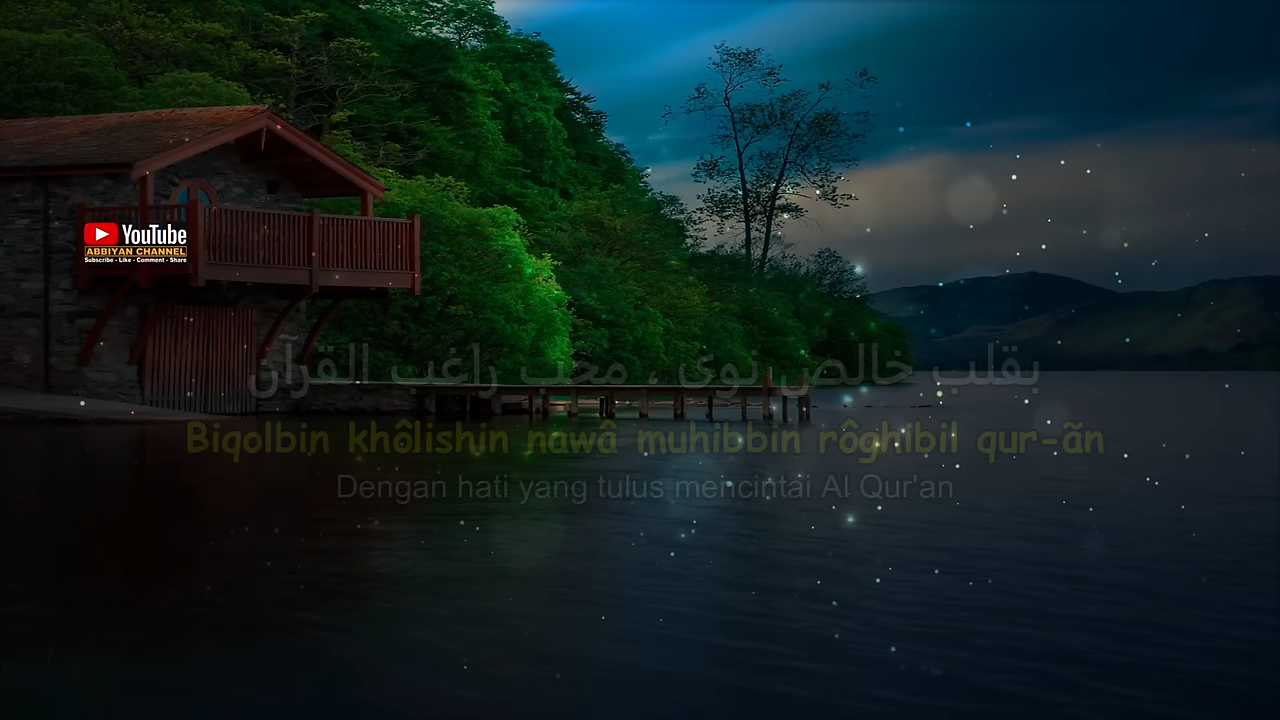 YouTube
ABBIYAN CHANNEL
Subscribe - Like - Comment - Share
بقلب خالص نوى ، محب راغب القرآن
Biqolbin khôlishin nawâ muhibbin rôghibil qur-ãn
Dengan hati yang tulus mencintai Al Qur'an